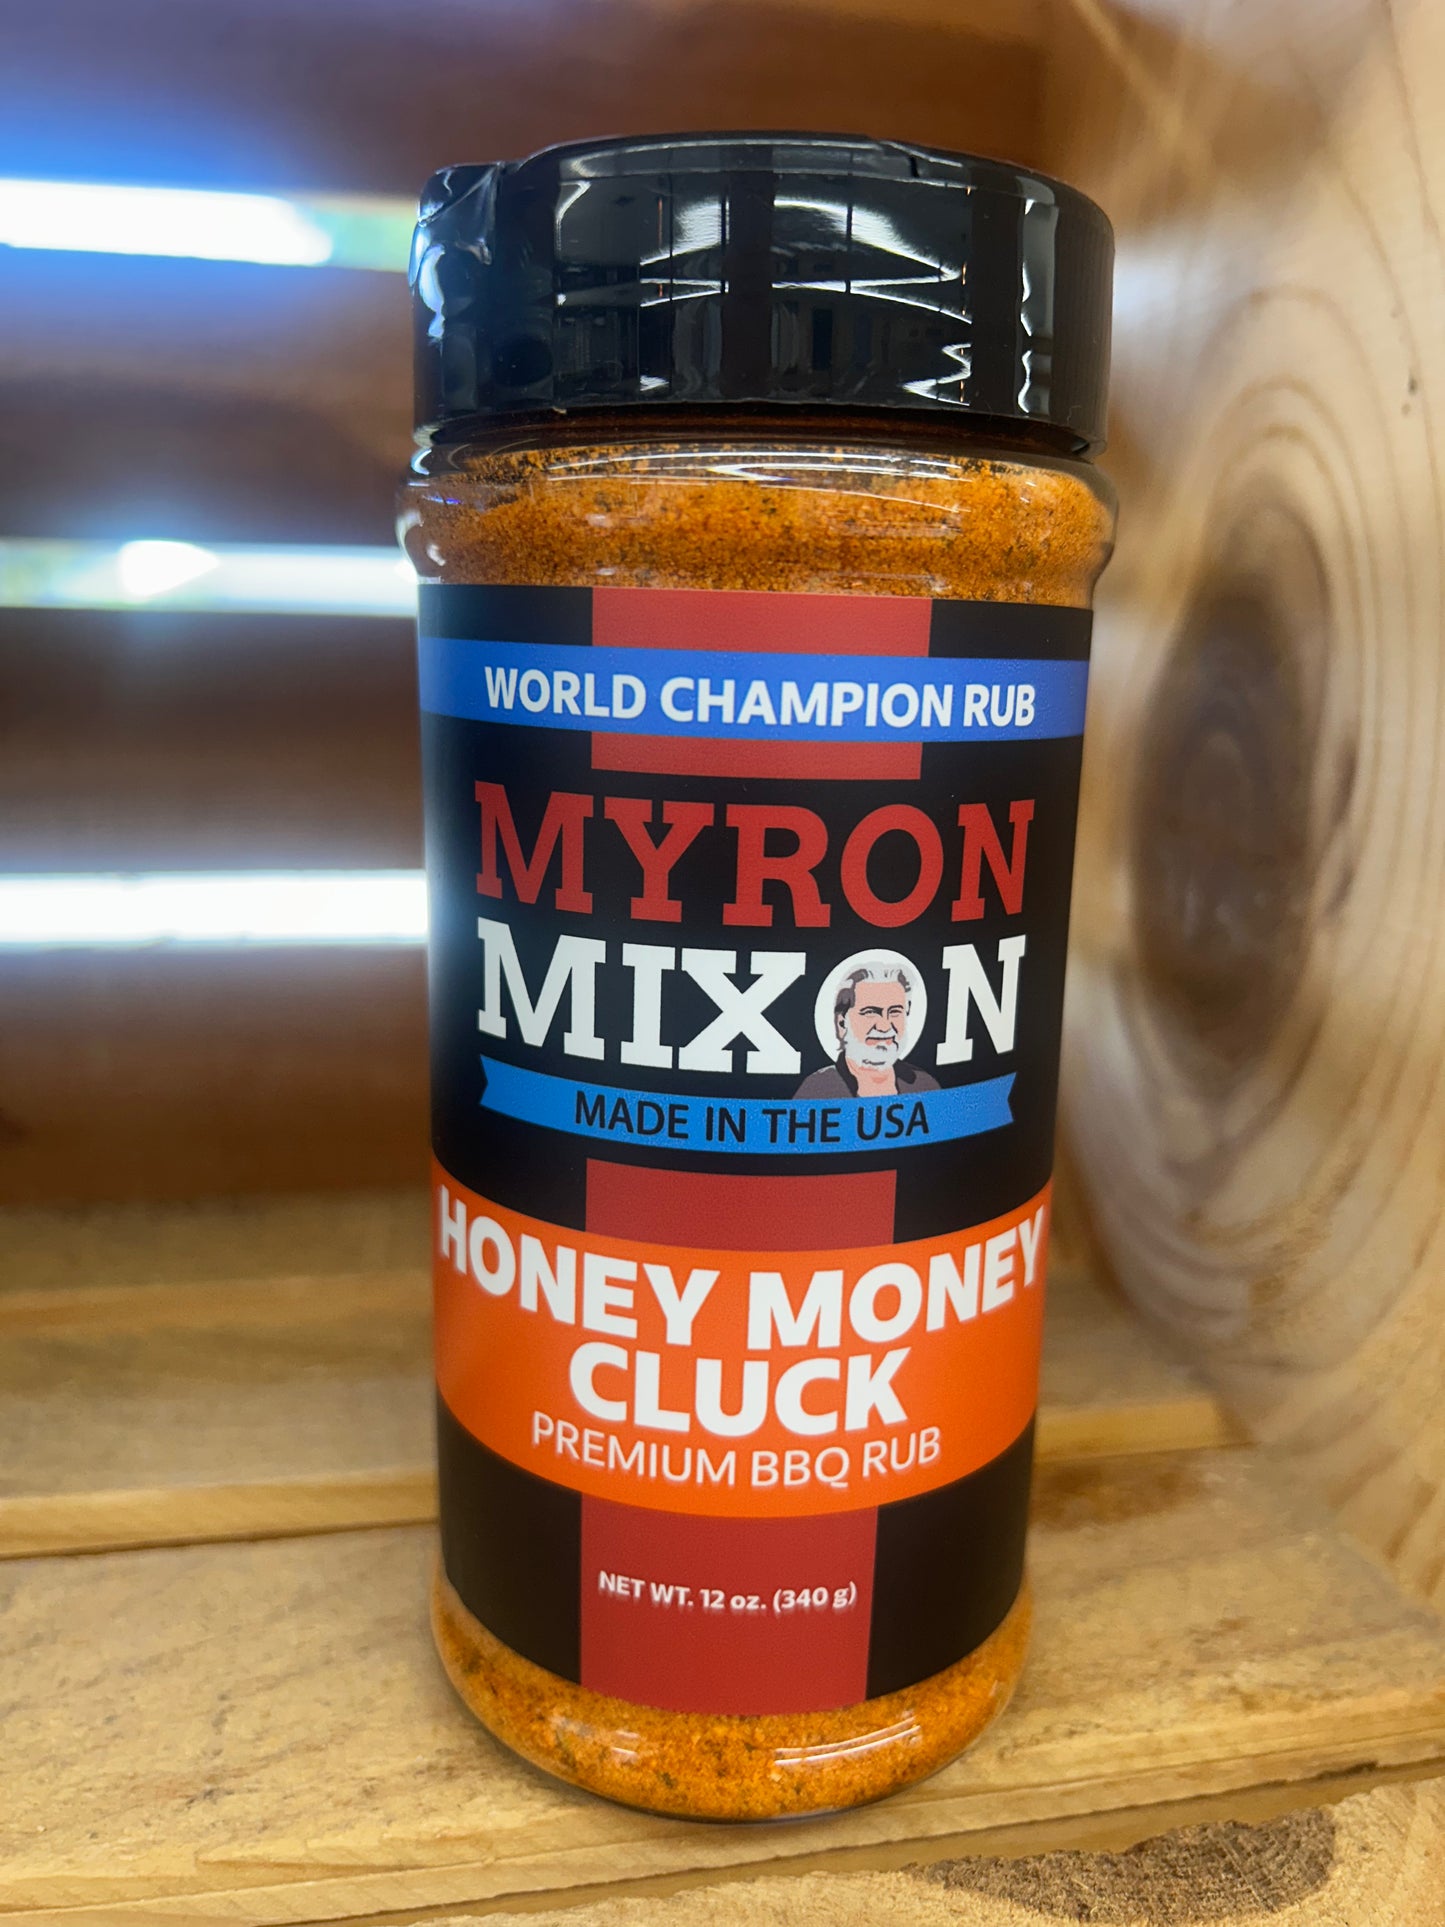 WORLD CHAMPION RUB
MYRON
MIXON
MADE IN THE USA
HONEY MONEY
CLUCK
PREMIUM BBQ RUB
NET WT. 12 oz. (340 g)